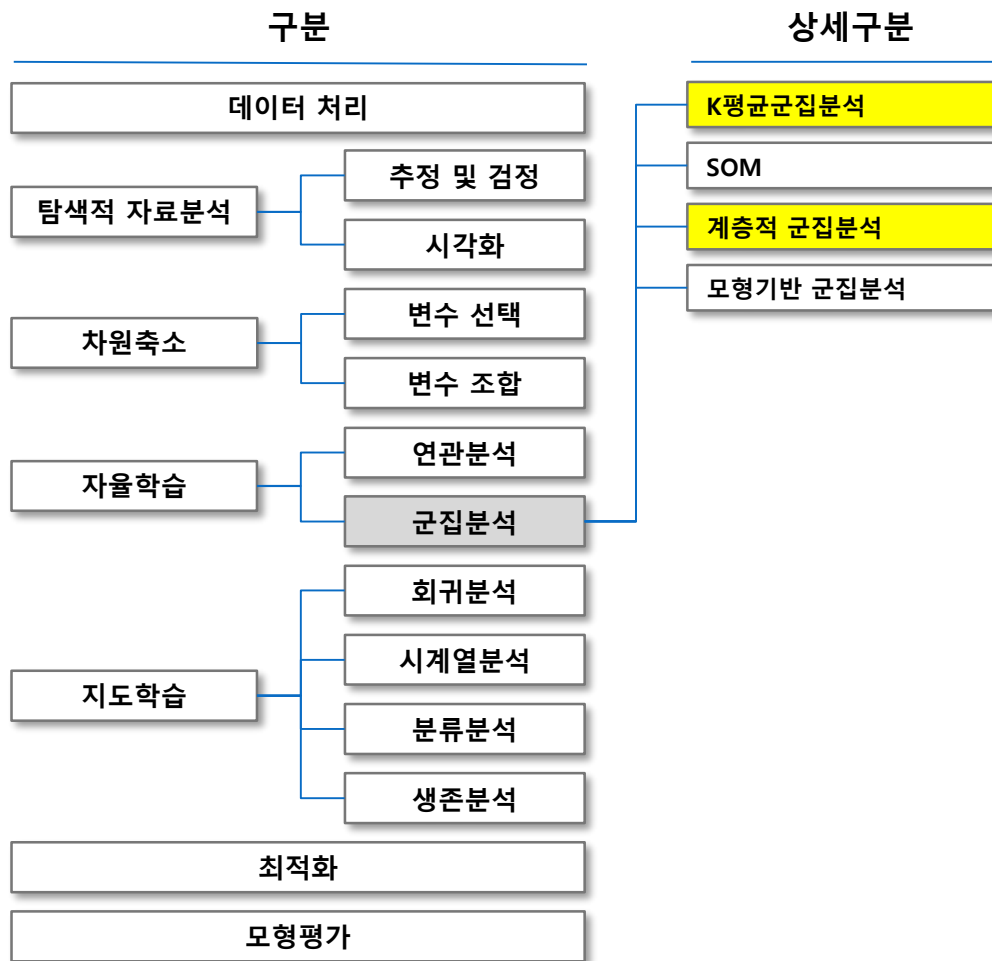 구분
상세구분
데이터 처리
탐색적 자료분석
추정 및 검정
시각화
차원축소
변수 선택
변수 조합
자율학습
연관분석
군집분석
지도학습
회귀분석
시계열분석
분류분석
생존분석
최적화
모형평가
K평균군집분석
SOM
계층적 군집분석
모형기반 군집분석